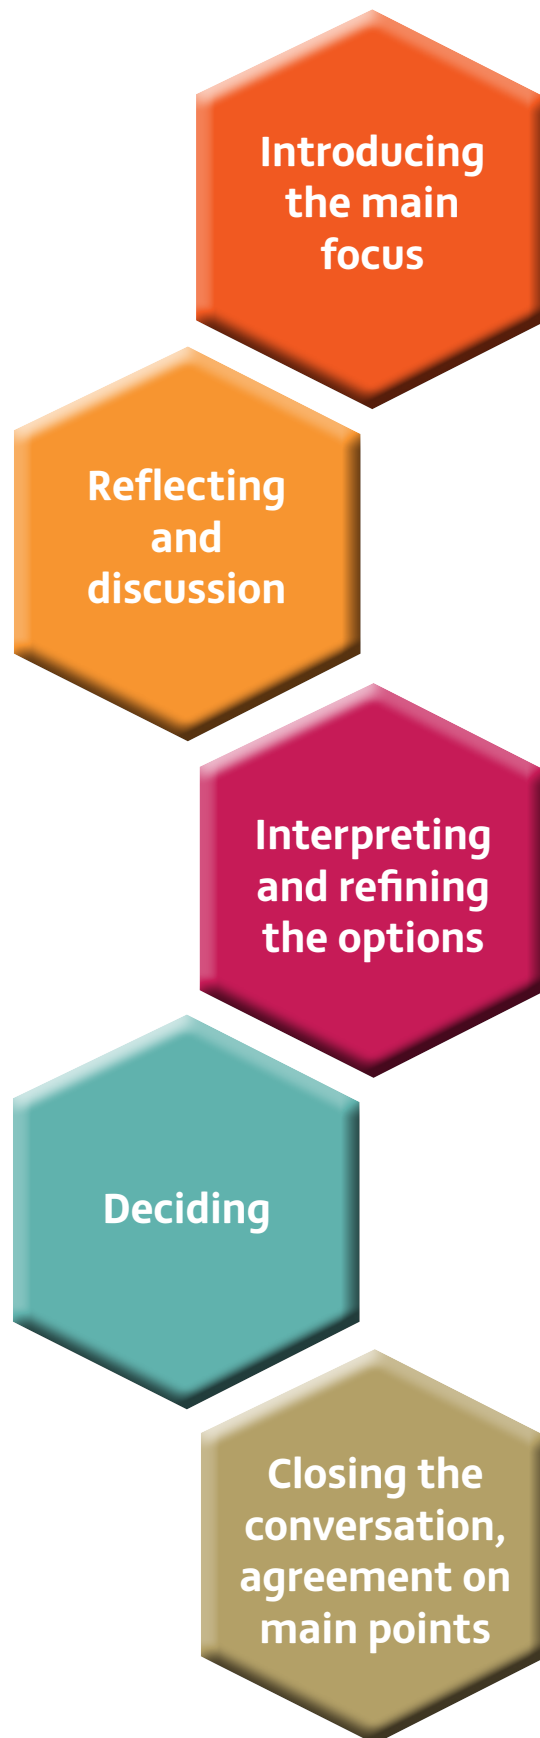 Introducing
the main
focus
Reflecting
and
discussion
Interpreting
and refining
the options
Deciding
Closing the
conversation,
agreement on
main points